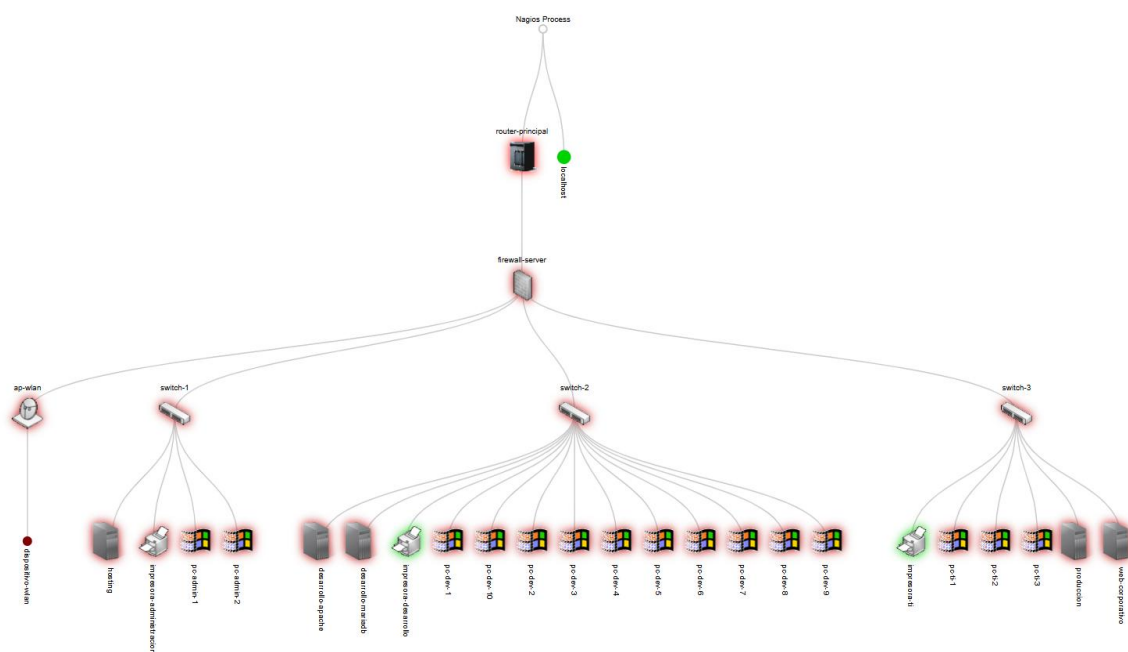 Nagios Process
router-principal
localhost
firewall-server
ap-wlan
switch-1
switch-2
switch-3
dispositivo-wlan
hosting
impresora-administracion
pc-admin-1
pc-admin-2
desarrollo-apache
desarrollo-mariadb
impresora-desarrollo
pc-dev-1
pc-dev-10
pc-dev-2
pc-dev-3
pc-dev-4
pc-dev-5
pc-dev-6
pc-dev-7
pc-dev-8
pc-dev-9
impresora-ti
pc-ti-1
pc-ti-2
pc-ti-3
produccion
web-corporativo